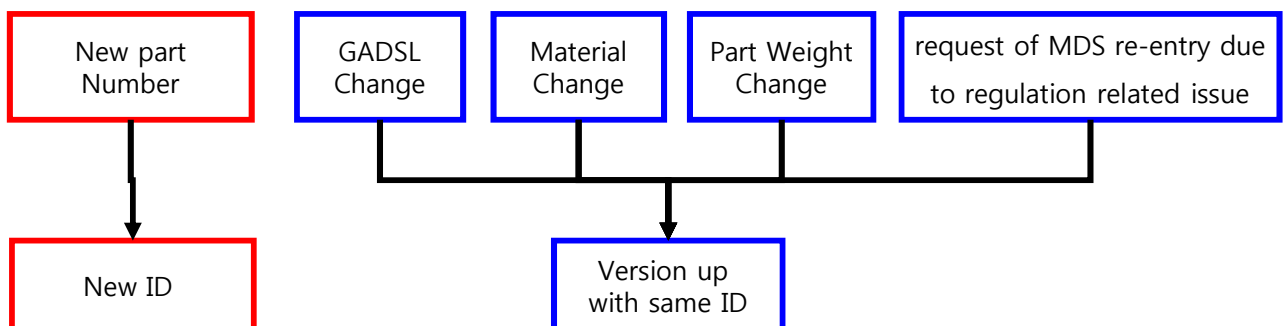 New part
Number
GADSL
Change
Material
Change
Part Weight
Change
request of MDS re-entry due
to regulation related issue
New ID
Version up
with same ID